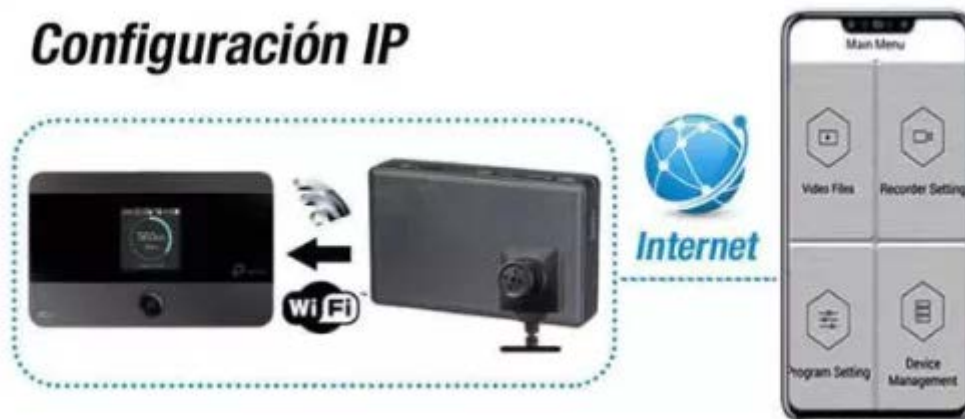 Configuración IP
Main Menu
Video Files
Recorder Setting
WiFi
Internet
Program Setting
Device
Management